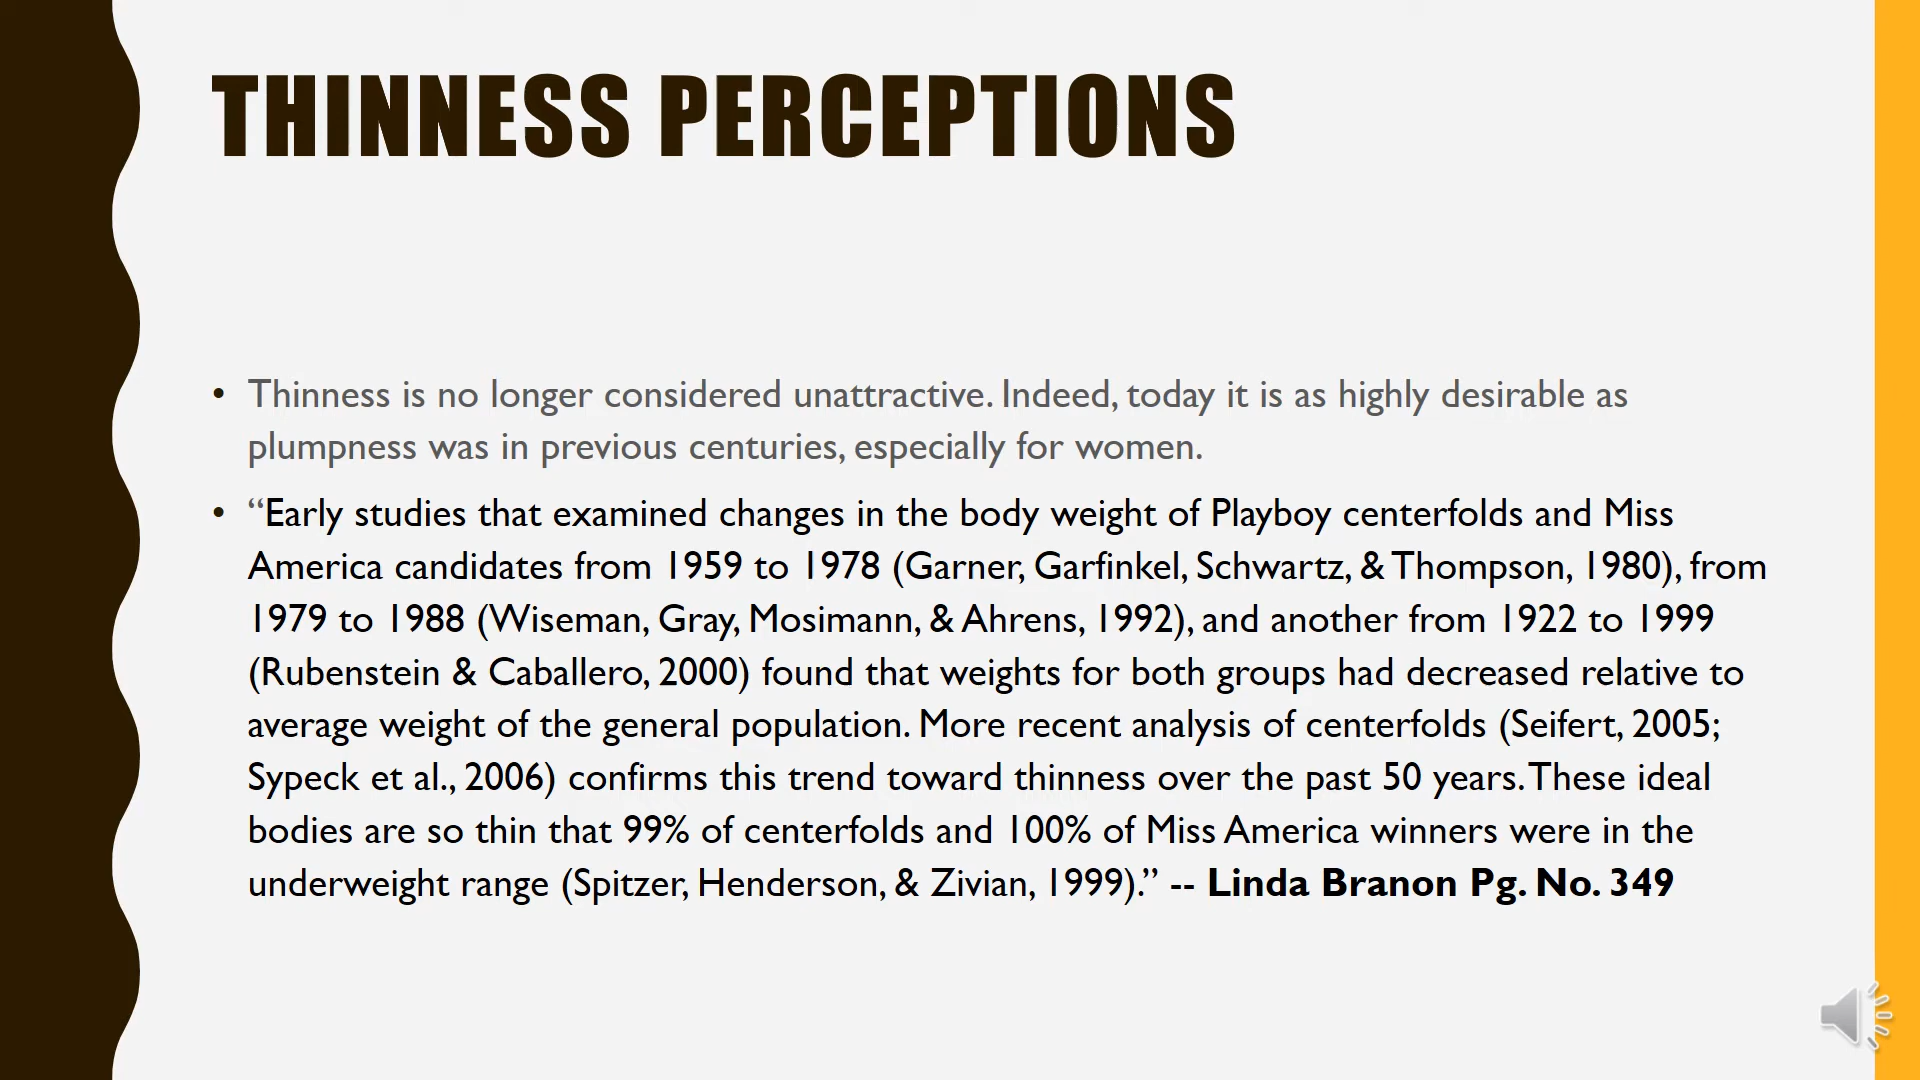 THINNESS PERCEPTIONS
• Thinness is no longer considered unattractive. Indeed, today it is as highly desirable as
plumpness was in previous centuries, especially for women.
• “Early studies that examined changes in the body weight of Playboy centerfolds and Miss
America candidates from 1959 to 1978 (Garner, Garfinkel, Schwartz, & Thompson, 1980), from
1979 to 1988 (Wiseman, Gray, Mosimann, & Ahrens, 1992), and another from 1922 to 1999
(Rubenstein & Caballero, 2000) found that weights for both groups had decreased relative to
average weight of the general population. More recent analysis of centerfolds (Seifert, 2005;
Sypeck et al., 2006) confirms this trend toward thinness over the past 50 years. These ideal
bodies are so thin that 99% of centerfolds and 100% of Miss America winners were in the
underweight range (Spitzer, Henderson, & Zivian, 1999).” -- Linda Branon Pg. No. 349